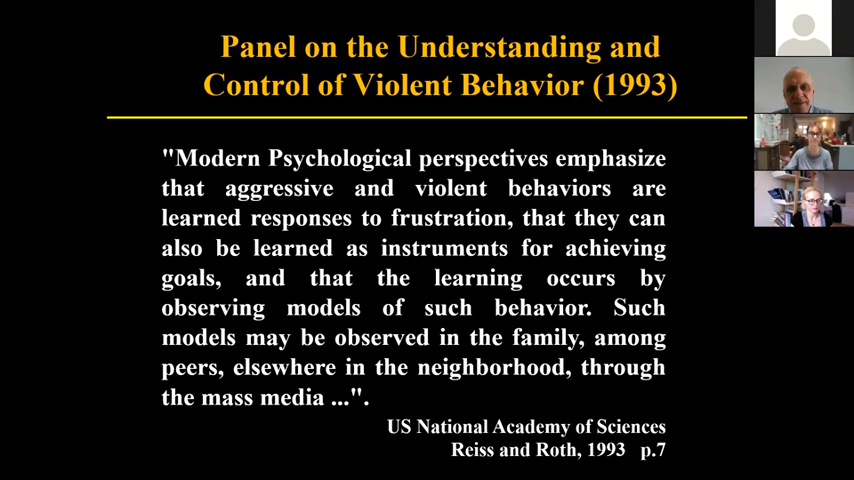 Panel on the Understanding and
Control of Violent Behavior (1993)
"Modern Psychological perspectives emphasize
that aggressive and violent behaviors are
learned responses to frustration, that they can
also be learned as instruments for achieving
goals, and that the learning occurs by
observing models of such behavior. Such
models may be observed in the family, among
peers, elsewhere in the neighborhood, through
the mass media ...".
US National Academy of Sciences
Reiss and Roth, 1993 p.7